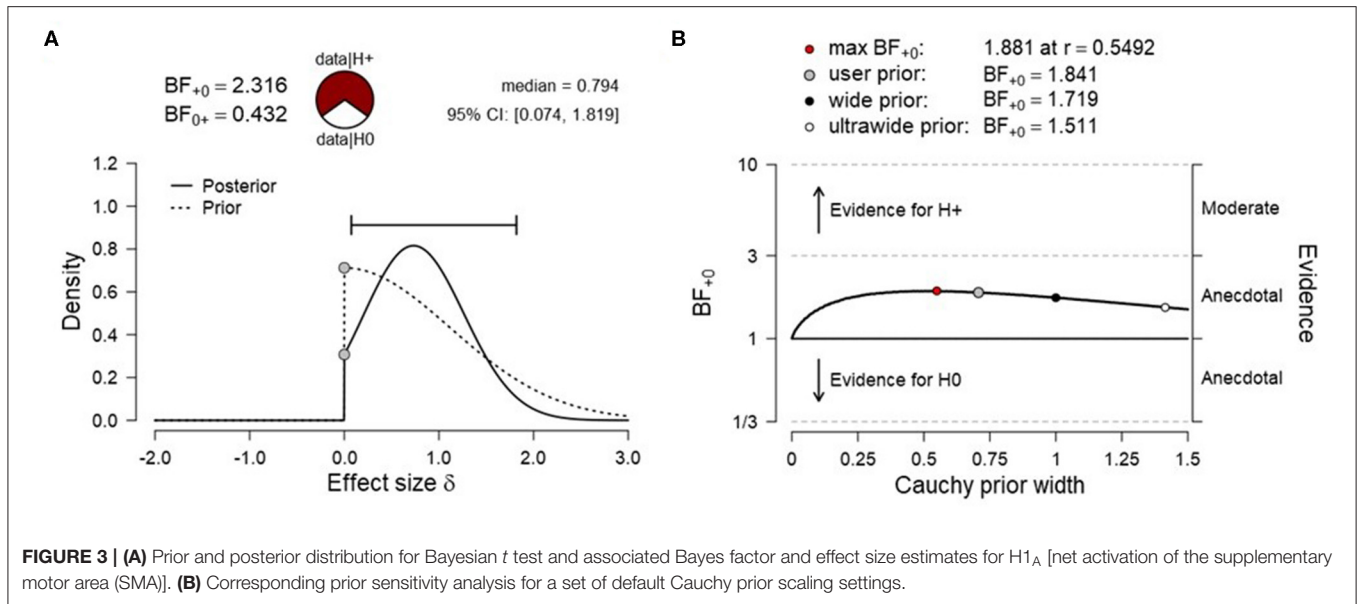 A
data|H+
BF+0 = 2.316
BF0+ = 0.432
data|H0
median = 0.794
95% CI: [0.074, 1.819]
Posterior
Prior
Density
1.2
1.0
0.8
0.6
0.4
0.2
0.0
-2.0 -1.0 0.0 1.0 2.0 3.0
Effect size δ
B
max BF+0: 1.881 at r = 0.5492
user prior: BF+0 = 1.841
wide prior: BF+0 = 1.719
ultrawide prior: BF+0 = 1.511
BF+0
10
3
1
1/3
Evidence for H+
Evidence for H0
Moderate
Anecdotal
Anecdotal
Evidence
0 0.25 0.5 0.75 1 1.25 1.5
Cauchy prior width
FIGURE 3 | (A) Prior and posterior distribution for Bayesian t test and associated Bayes factor and effect size estimates for H1A [net activation of the supplementary
motor area (SMA)]. (B) Corresponding prior sensitivity analysis for a set of default Cauchy prior scaling settings.